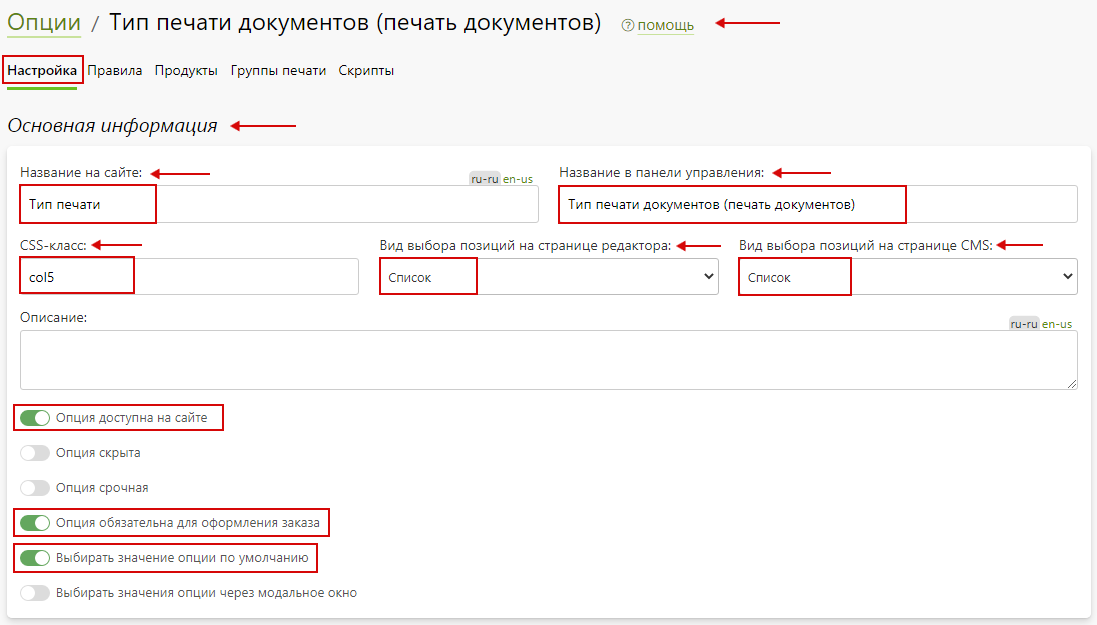 Опции / Тип печати документов (печать документов) ? помощь
Настройка Правила Продукты Группы печати Скрипты
Основная информация
Название на сайте: ru-ru en-us Название в панели управления:
Тип печати Тип печати документов (печать документов)
CSS-класс: Вид выбора позиций на странице редактора: Вид выбора позиций на странице CMS:
col5 Список Список
Описание: ru-ru en-us
Опция доступна на сайте
Опция скрыта
Опция срочная
Опция обязательна для оформления заказа
Выбирать значение опции по умолчанию
Выбирать значения опции через модальное окно